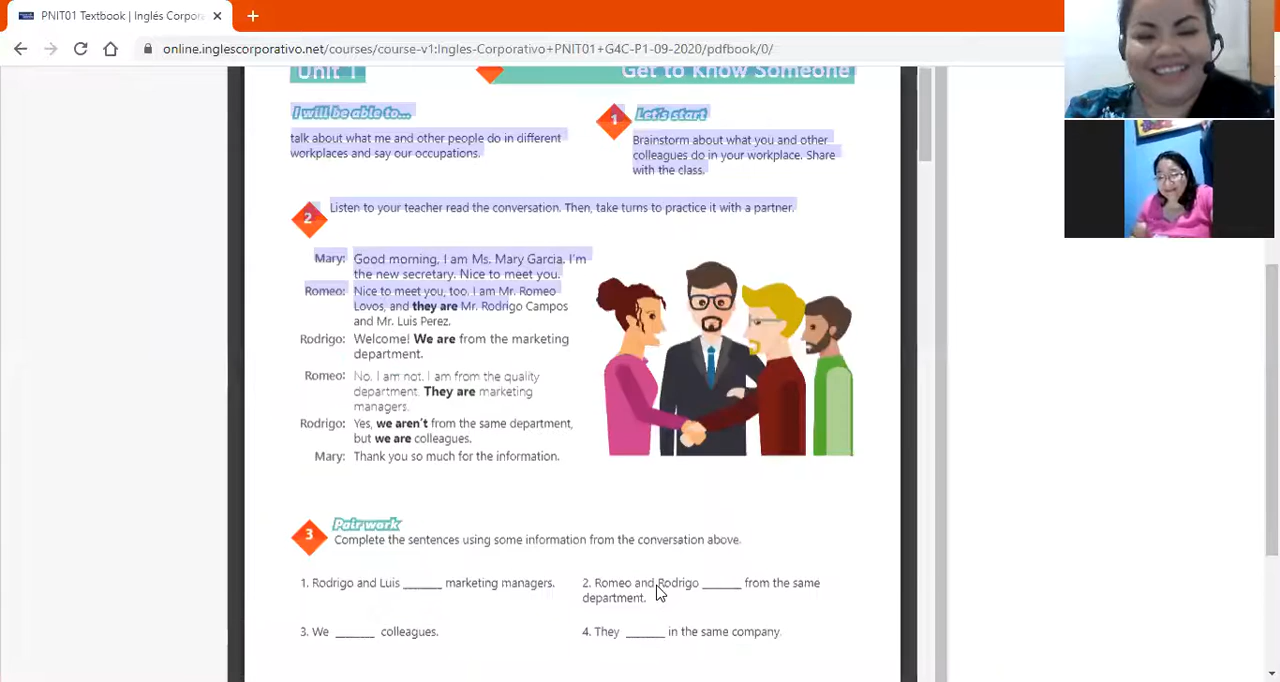 PNIT01 Textbook | Inglés Corpor
online.inglescorporativo.net/courses/course-v1:Ingles-Corporativo+PNIT01+G4C-P1-09-2020/pdfbook/0/
Unit 1
Get to Know Someone
I will be able to...
talk about what me and other people do in different
workplaces and say our occupations.
1
Let's start
Brainstorm about what you and other
colleagues do in your workplace. Share
with the class.
2
Listen to your teacher read the conversation. Then, take turns to practice it with a partner.
Mary: Good morning, I am Ms. Mary Garcia. I'm
the new secretary. Nice to meet you.
Romeo: Nice to meet you, too. I am Mr. Romeo
Lovos, and they are Mr. Rodrigo Campos
and Mr. Luis Perez.
Rodrigo: Welcome! We are from the marketing
department.
Romeo: No. I am not. I am from the quality
department. They are marketing
managers.
Rodrigo: Yes, we aren't from the same department,
but we are colleagues.
Mary: Thank you so much for the information.
3
Pair work
Complete the sentences using some information from the conversation above.
1. Rodrigo and Luis _______ marketing managers.
2. Romeo and Rodrigo _______ from the same
department.
3. We _______ colleagues.
4. They _______ in the same company.